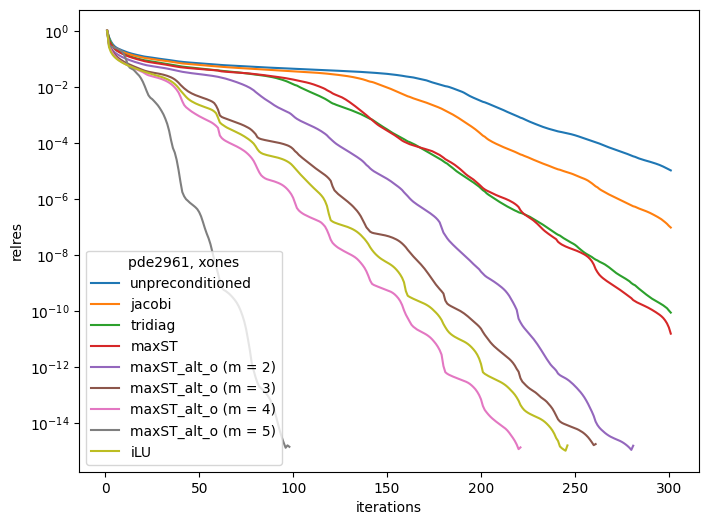 10⁰
10⁻²
10⁻⁴
10⁻⁶
10⁻⁸
10⁻¹⁰
10⁻¹²
10⁻¹⁴
relres
pde2961, xones
unpreconditioned
jacobi
tridiag
maxST
maxST_alt_o (m = 2)
maxST_alt_o (m = 3)
maxST_alt_o (m = 4)
maxST_alt_o (m = 5)
iLU
0 50 100 150 200 250 300
iterations